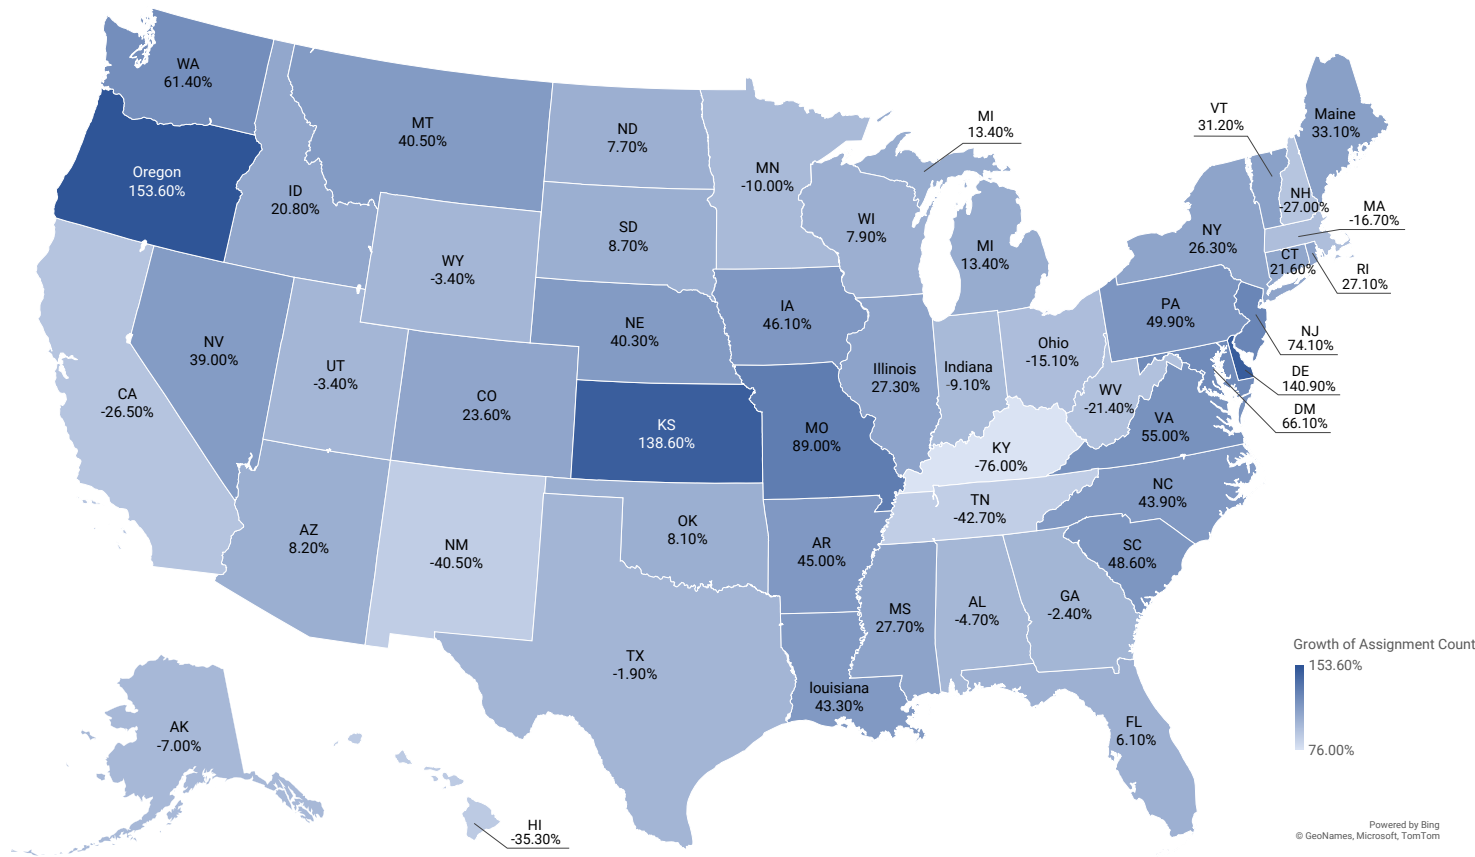 WA
61.40%
MT
40.50%
ND
7.70%
MN
-10.00%
MI
13.40%
VT
31.20%
Maine
33.10%
Oregon
153.60%
ID
20.80%
WY
-3.40%
SD
8.70%
WI
7.90%
MI
13.40%
NY
26.30%
NH
-27.00%
MA
-16.70%
CT
21.60%
RI
27.10%
NV
39.00%
UT
-3.40%
NE
40.30%
IA
46.10%
Illinois
27.30%
Indiana
-9.10%
Ohio
-15.10%
PA
49.90%
NJ
74.10%
DE
140.90%
DM
66.10%
CA
-26.50%
CO
23.60%
KS
138.60%
MO
89.00%
KY
-76.00%
WV
-21.40%
VA
55.00%
AZ
8.20%
NM
-40.50%
OK
8.10%
AR
45.00%
TN
-42.70%
NC
43.90%
SC
48.60%
TX
-1.90%
louisiana
43.30%
MS
27.70%
AL
-4.70%
GA
-2.40%
FL
6.10%
AK
-7.00%
HI
-35.30%
Growth of Assignment Count
153.60%
76.00%
Powered by Bing
© GeoNames, Microsoft, TomTom